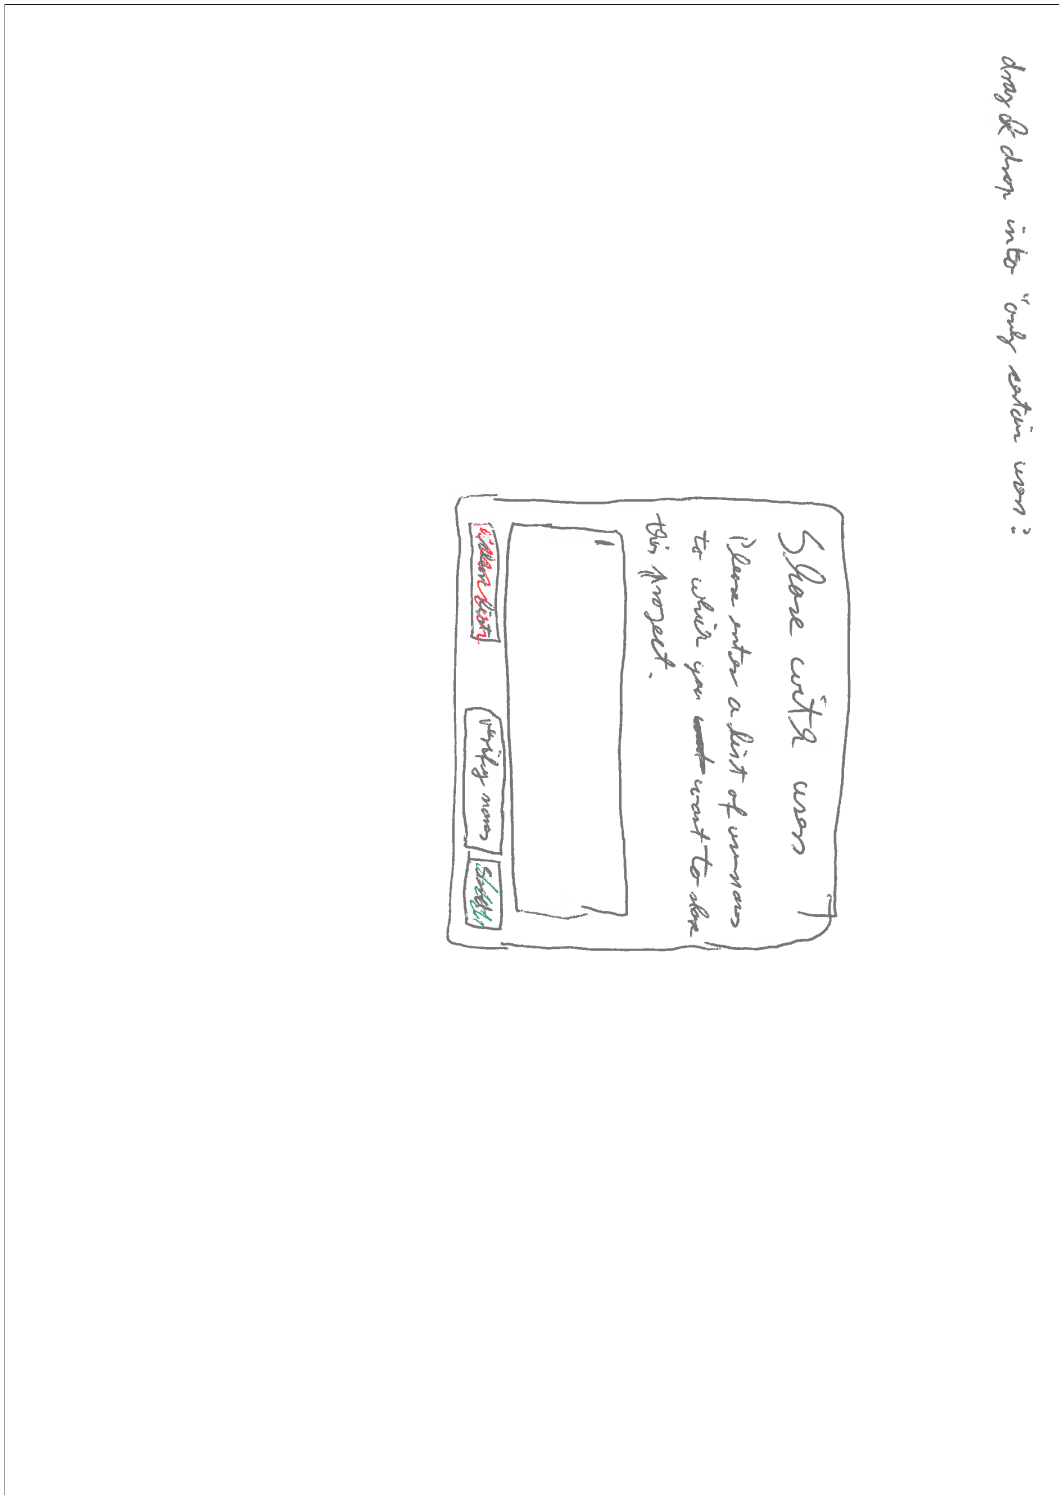 drag & drop into "only certain users:
Share with users
Please enter a list of usernames
to which you want to share
this project.
verify names